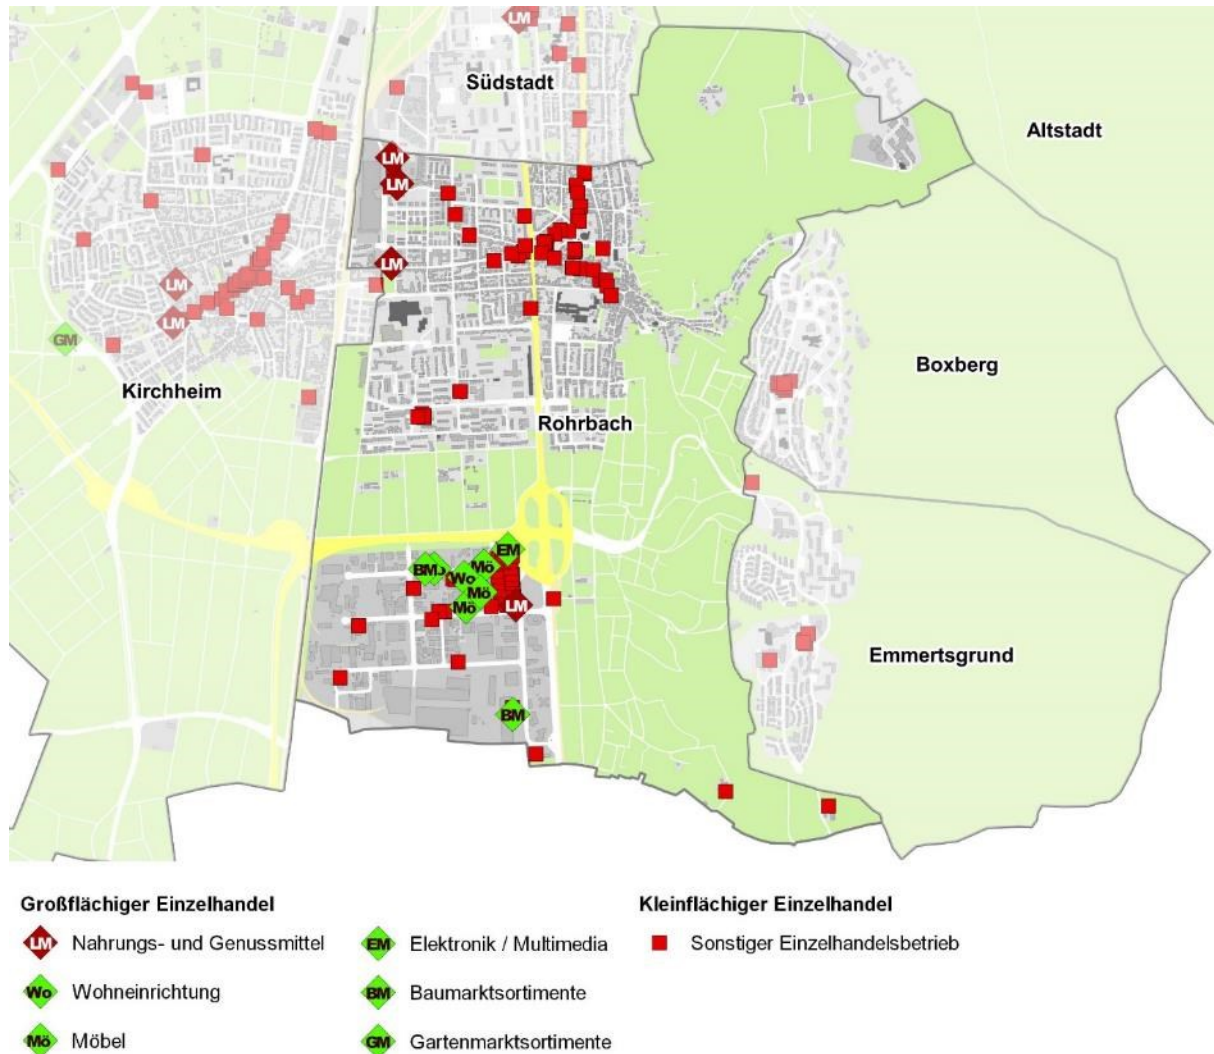 LM
Südstadt
Altstadt
LM
LM
LM
LM
LM
GM
Kirchheim
Boxberg
Rohrbach
EM
BM
Mö
Wo
Mö
Mö
LM
Emmertsgrund
BM
Großflächiger Einzelhandel
LM Nahrungs- und Genussmittel
Wo Wohneinrichtung
Mö Möbel
EM Elektronik / Multimedia
BM Baumarktsortimente
GM Gartenmarktsortimente
Kleinflächiger Einzelhandel
Sonstiger Einzelhandelsbetrieb